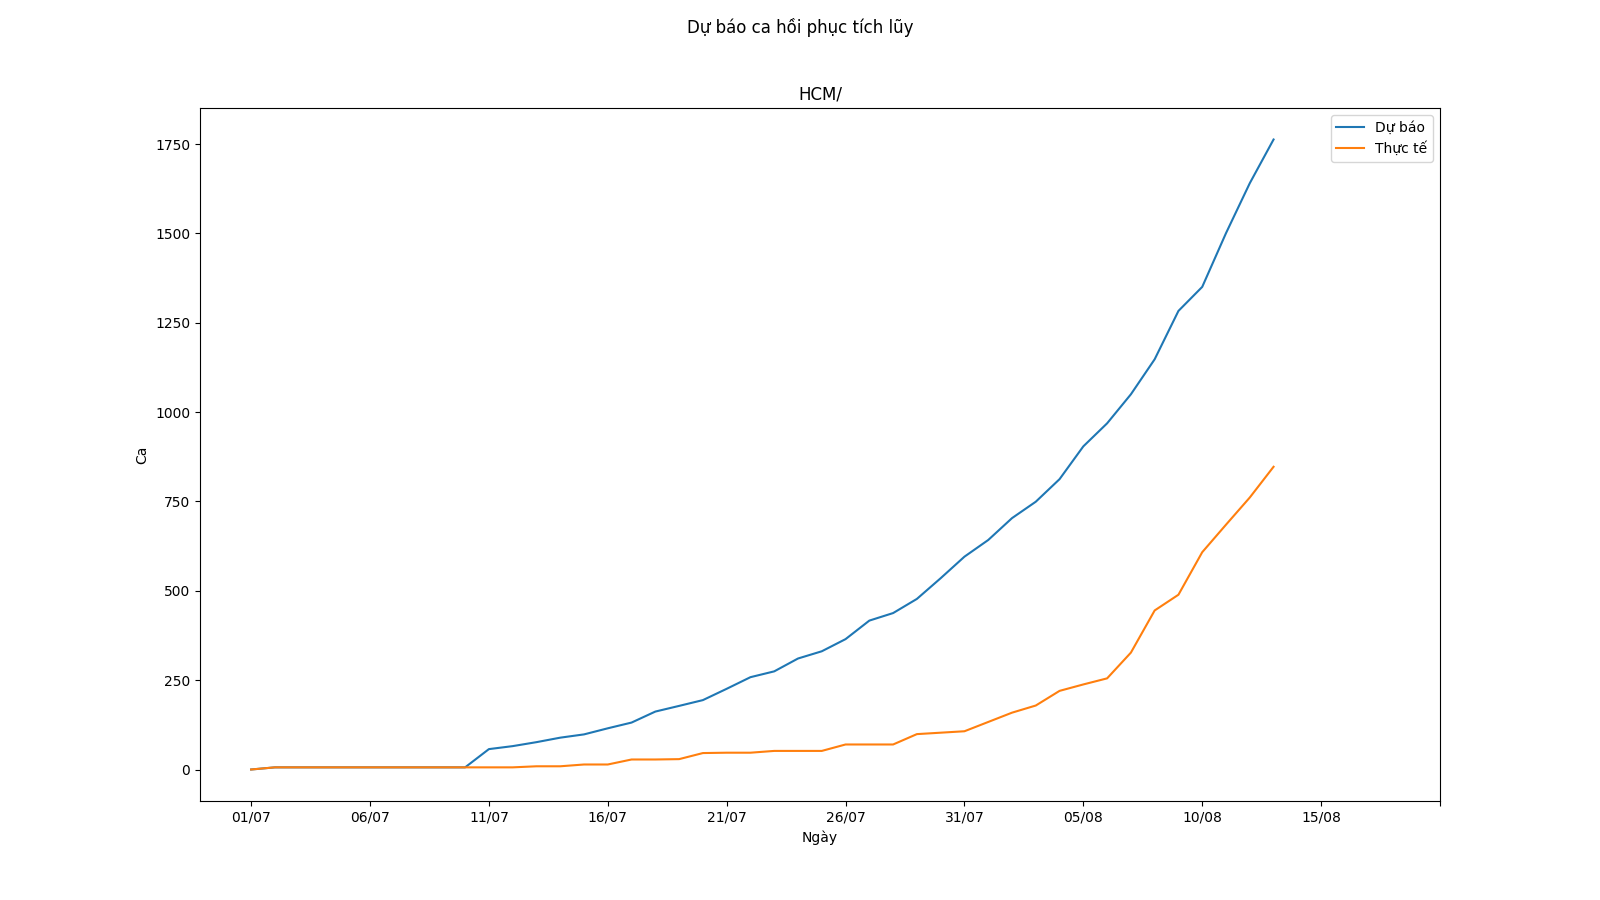 Dự báo ca hồi phục tích lũy
HCM/
Dự báo
Thực tế
1750
1500
1250
1000
750
500
250
0
Ca
01/07 06/07 11/07 16/07 21/07 26/07 31/07 05/08 10/08 15/08
Ngày